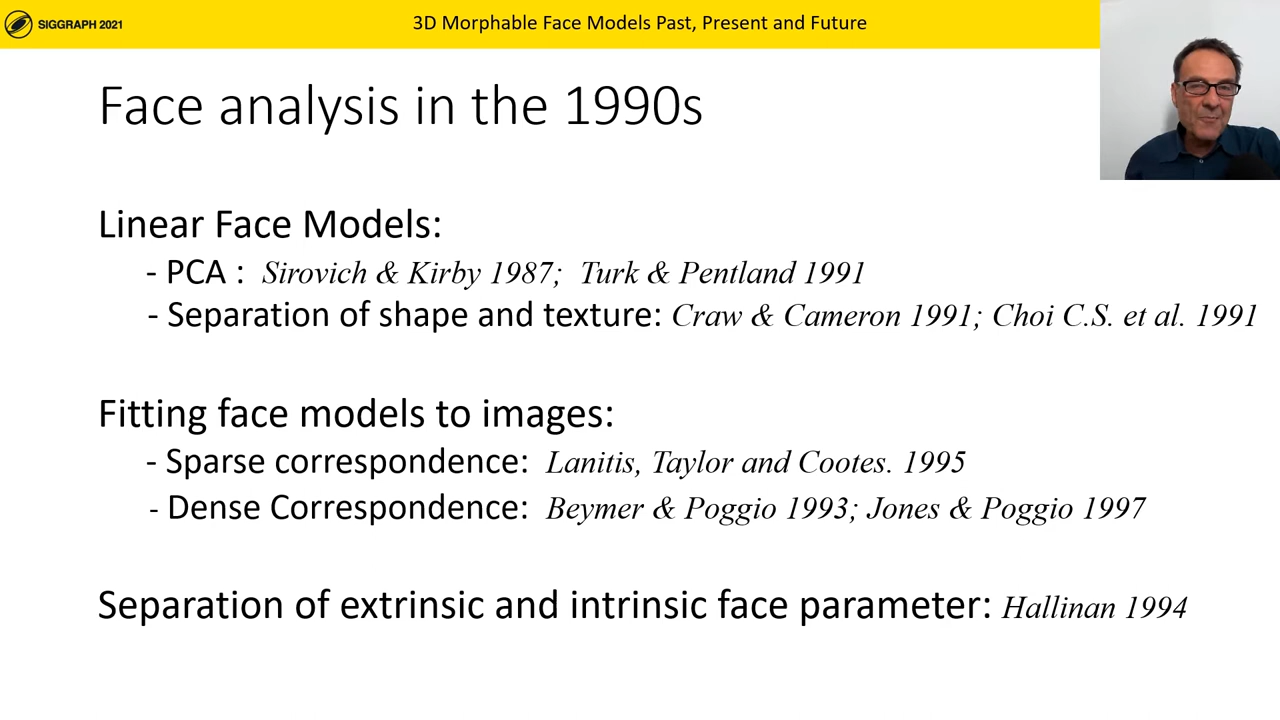 SIGGRAPH 2021
3D Morphable Face Models Past, Present and Future
Face analysis in the 1990s
Linear Face Models:
- PCA : Sirovich & Kirby 1987; Turk & Pentland 1991
- Separation of shape and texture: Craw & Cameron 1991; Choi C.S. et al. 1991
Fitting face models to images:
- Sparse correspondence: Lanitis, Taylor and Cootes. 1995
- Dense Correspondence: Beymer & Poggio 1993; Jones & Poggio 1997
Separation of extrinsic and intrinsic face parameter: Hallinan 1994